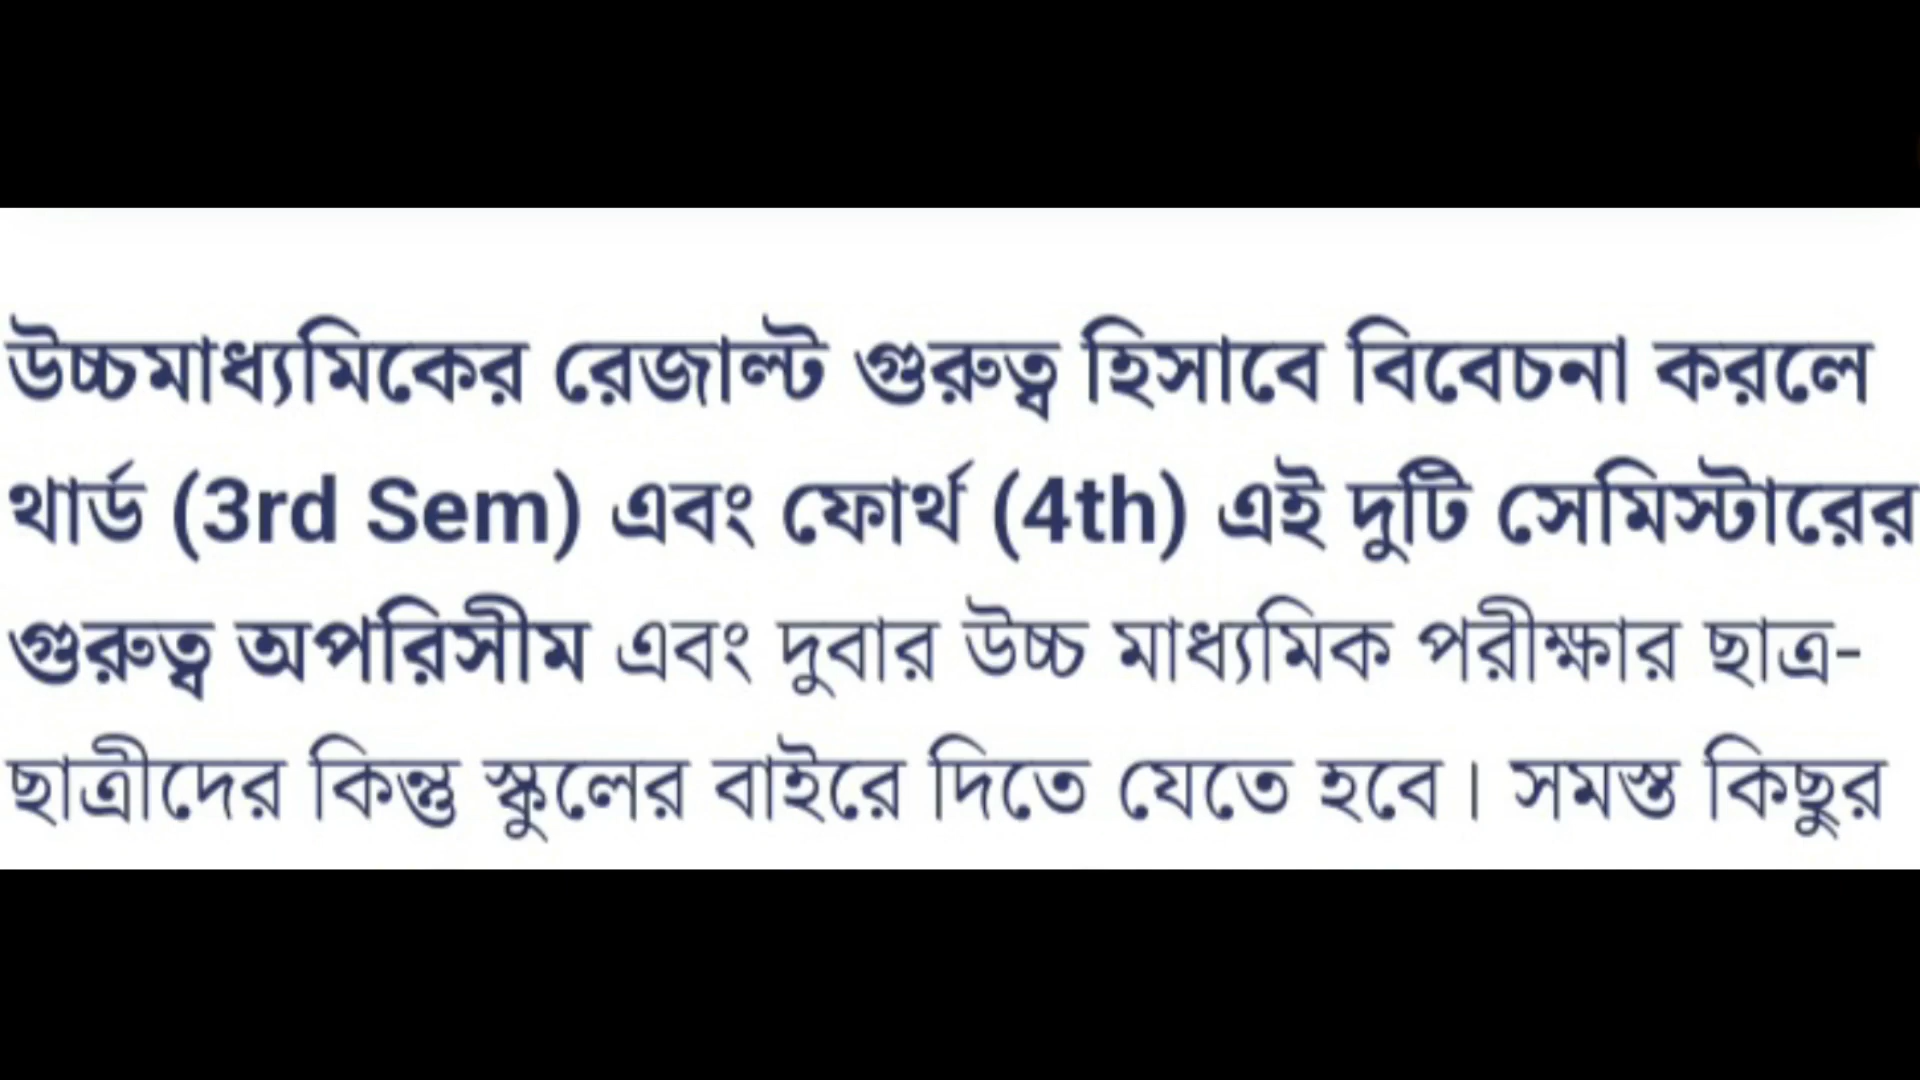 উচ্চমাধ্যমিকের রেজাল্ট গুরুত্ব হিসাবে বিবেচনা করলে
থার্ড (3rd Sem) এবং ফোর্থ (4th) এই দুটি সেমিস্টারের
গুরুত্ব অপরিসীম এবং দুবার উচ্চ মাধ্যমিক পরীক্ষার ছাত্র-
ছাত্রীদের কিন্তু স্কুলের বাইরে দিতে যেতে হবে। সমস্ত কিছুর